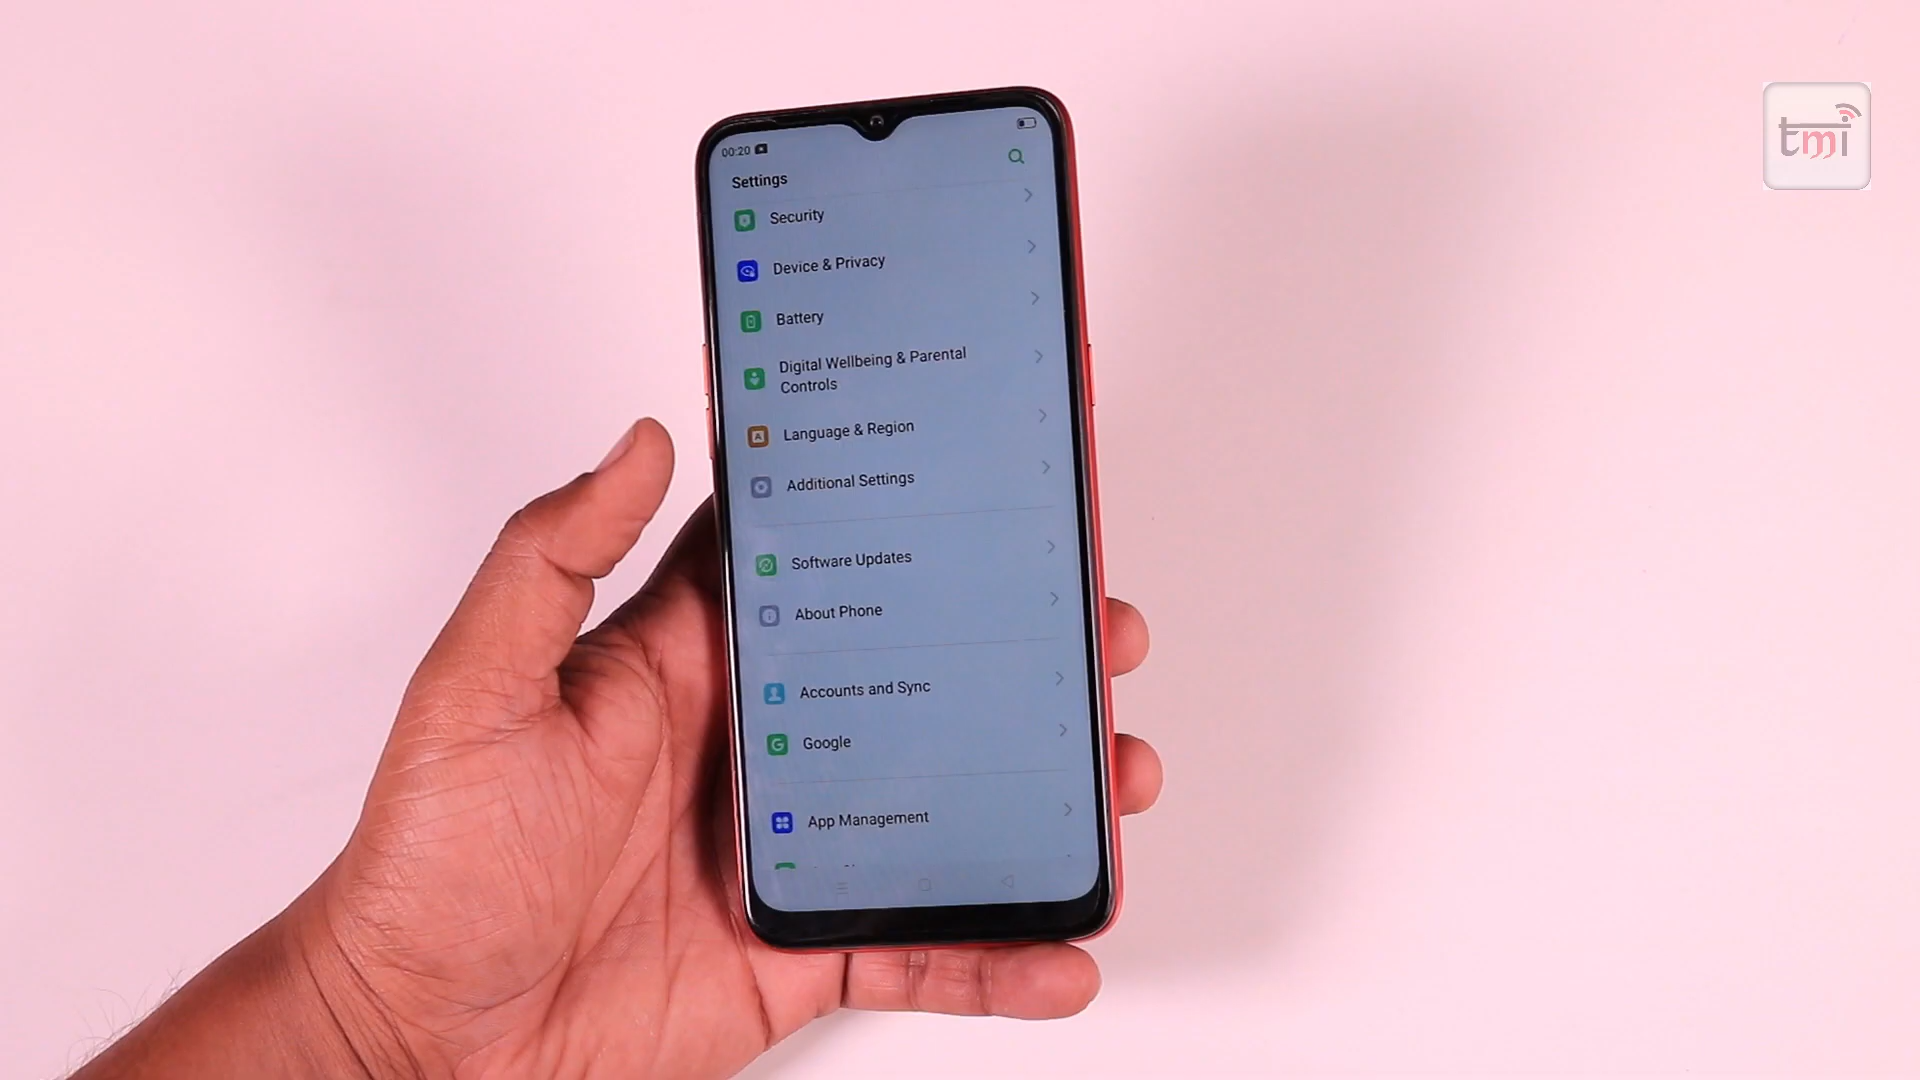 tmi
00:20
Settings
Security
Device & Privacy
Battery
Digital Wellbeing & Parental
Controls
Language & Region
Additional Settings
Software Updates
About Phone
Accounts and Sync
Google
App Management